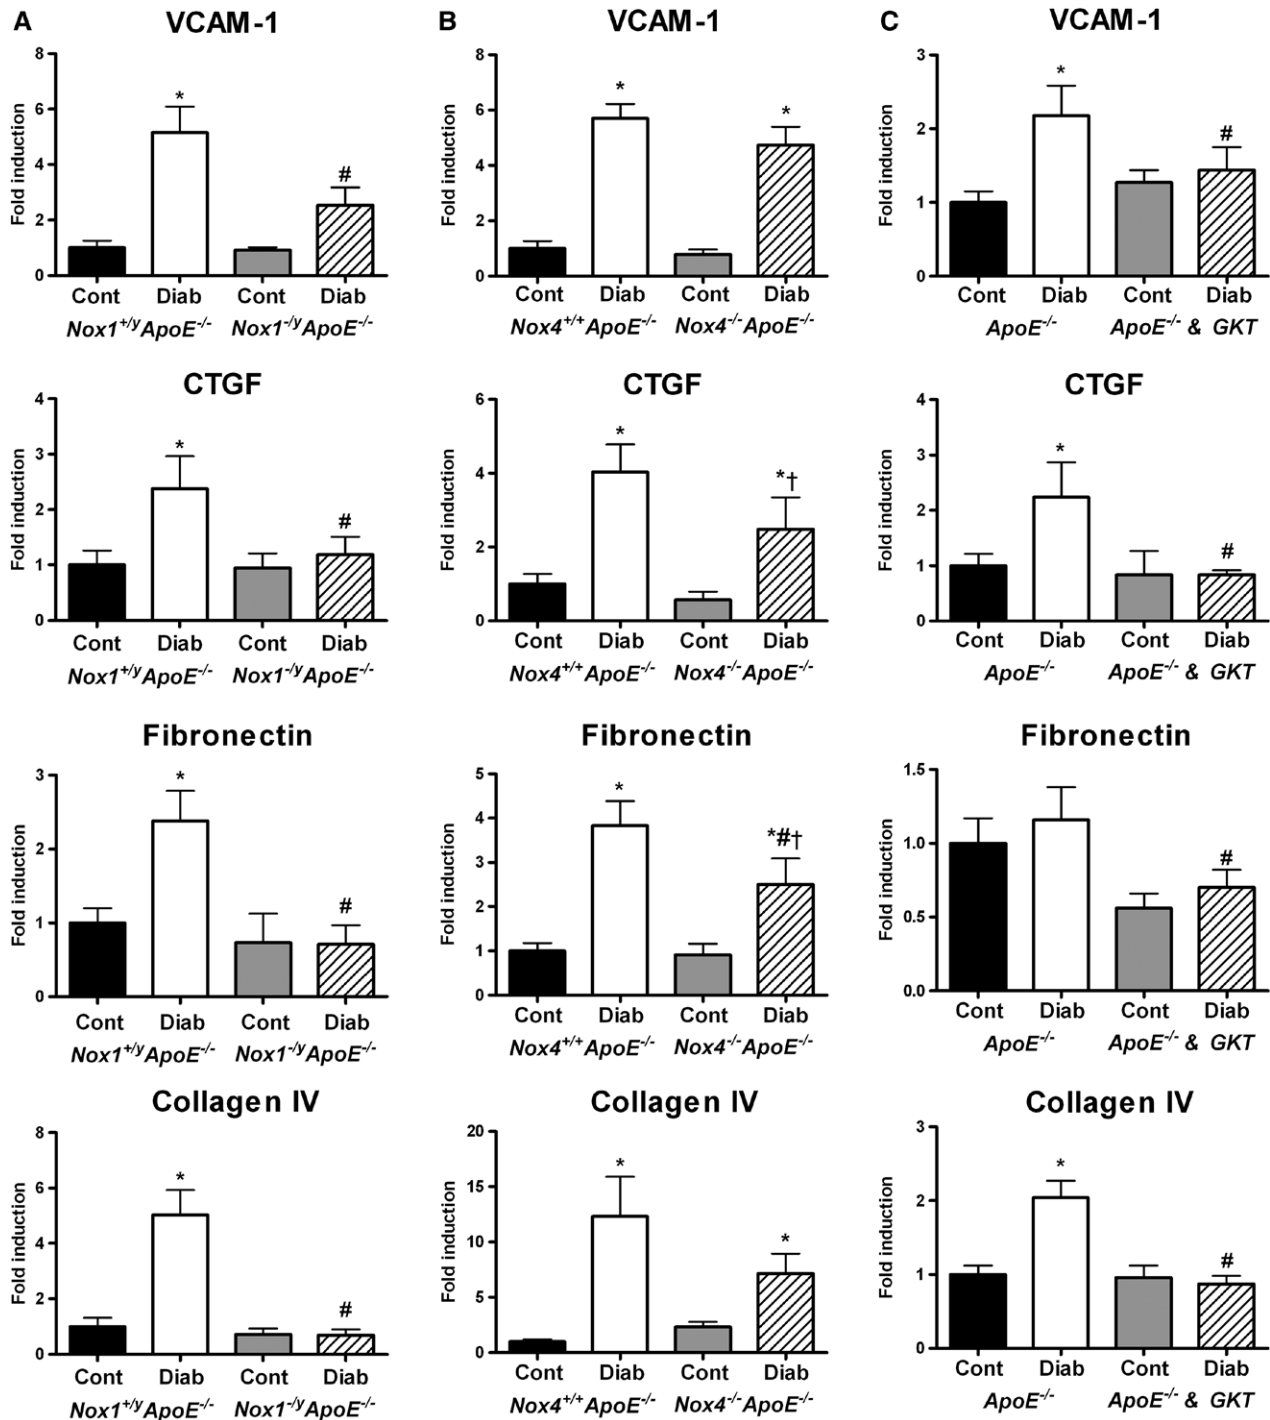 A VCAM-1
Fold induction
8
6
4
2
0
*
#
Cont Diab Cont Diab
Nox1+/yApoE-/- Nox1-/yApoE-/-
B VCAM-1
Fold induction
8
6
4
2
0
*
*
Cont Diab Cont Diab
Nox4+/+ApoE-/- Nox4-/-ApoE-/-
C VCAM-1
Fold induction
3
2
1
0
*
#
Cont Diab Cont Diab
ApoE-/- ApoE-/- & GKT
CTGF
Fold induction
4
3
2
1
0
*
#
Cont Diab Cont Diab
Nox1+/yApoE-/- Nox1-/yApoE-/-
CTGF
Fold induction
6
4
2
0
*
*†
Cont Diab Cont Diab
Nox4+/+ApoE-/- Nox4-/-ApoE-/-
CTGF
Fold induction
4
3
2
1
0
*
#
Cont Diab Cont Diab
ApoE-/- ApoE-/- & GKT
Fibronectin
Fold induction
3
2
1
0
*
#
Cont Diab Cont Diab
Nox1+/yApoE-/- Nox1-/yApoE-/-
Fibronectin
Fold induction
5
4
3
2
1
0
*
*#†
Cont Diab Cont Diab
Nox4+/+ApoE-/- Nox4-/-ApoE-/-
Fibronectin
Fold induction
1.5
1.0
0.5
0.0
#
Cont Diab Cont Diab
ApoE-/- ApoE-/- & GKT
Collagen IV
Fold induction
8
6
4
2
0
*
#
Cont Diab Cont Diab
Nox1+/yApoE-/- Nox1-/yApoE-/-
Collagen IV
Fold induction
20
15
10
5
0
*
*
Cont Diab Cont Diab
Nox4+/+ApoE-/- Nox4-/-ApoE-/-
Collagen IV
Fold induction
3
2
1
0
*
#
Cont Diab Cont Diab
ApoE-/- ApoE-/- & GKT